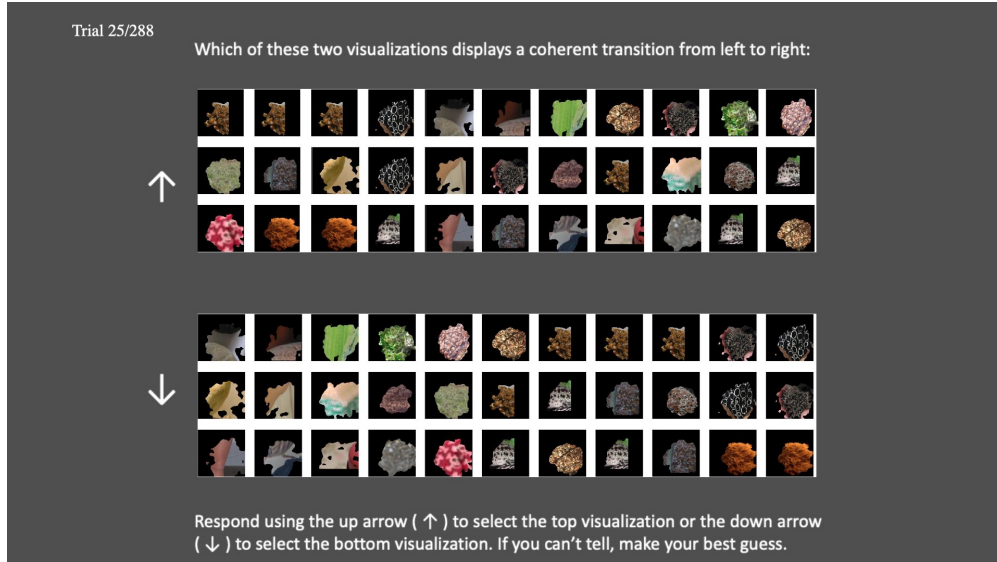 Trial 25/288
Which of these two visualizations displays a coherent transition from left to right:
↑
↓
Respond using the up arrow ( ↑ ) to select the top visualization or the down arrow
( ↓ ) to select the bottom visualization. If you can’t tell, make your best guess.